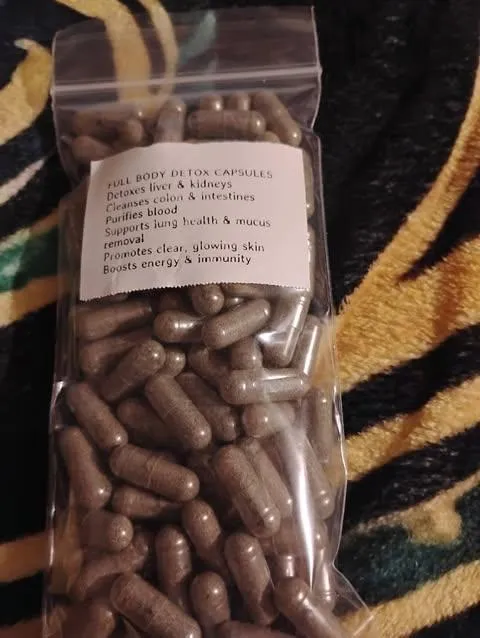 FULL BODY DETOX CAPSULES
Detoxes liver & kidneys
Cleanses colon & intestines
Purifies blood
Supports lung health & mucus
removal
Promotes clear, glowing skin
Boosts energy & immunity